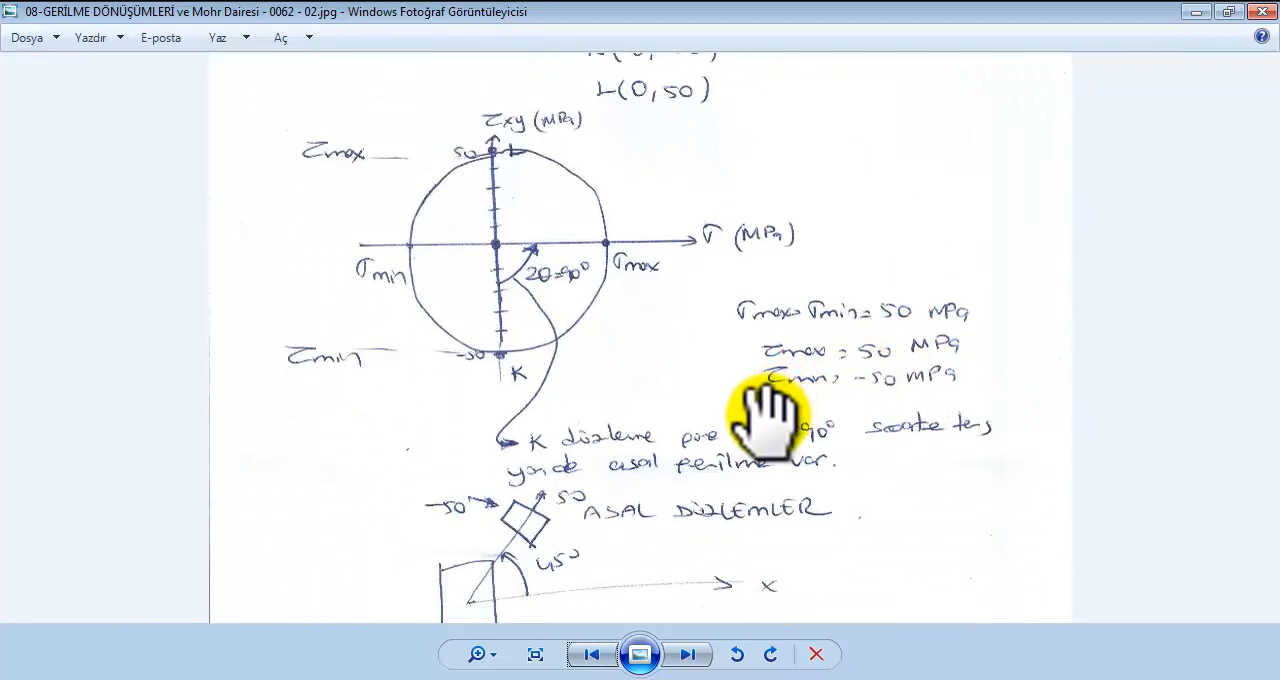 08-GERİLME DÖNÜŞÜMLERİ ve Mohr Dairesi - 0062 - 02.jpg - Windows Fotoğraf Görüntüleyicisi
Dosya Yazdır E-posta Yaz Aç
L(0,50)
τxy (MPa)
τmax
50 L
σ (MPa)
σmin
2θ=90° σmax
σmax, σmin= 50 MPa
τmax = 50 MPa
τmin, -50 MPa
τmin
-50
K
K düzleme göre 90° saate ters
yönde asal gerilme var.
-50 50
ASAL DÜZLEMLER
45°
x